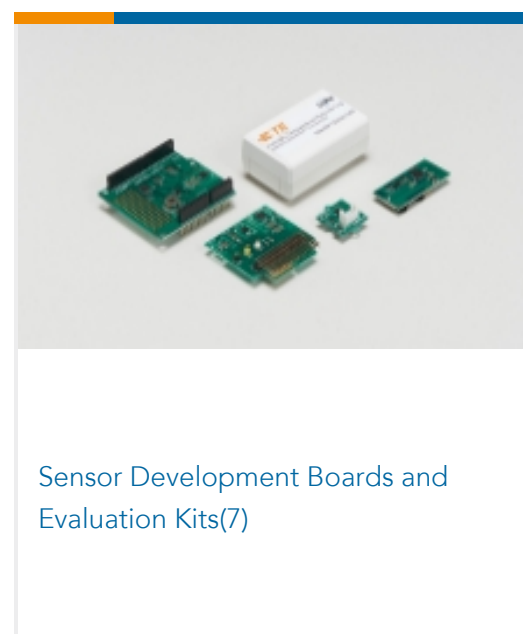 Sensor Development Boards and
Evaluation Kits(7)